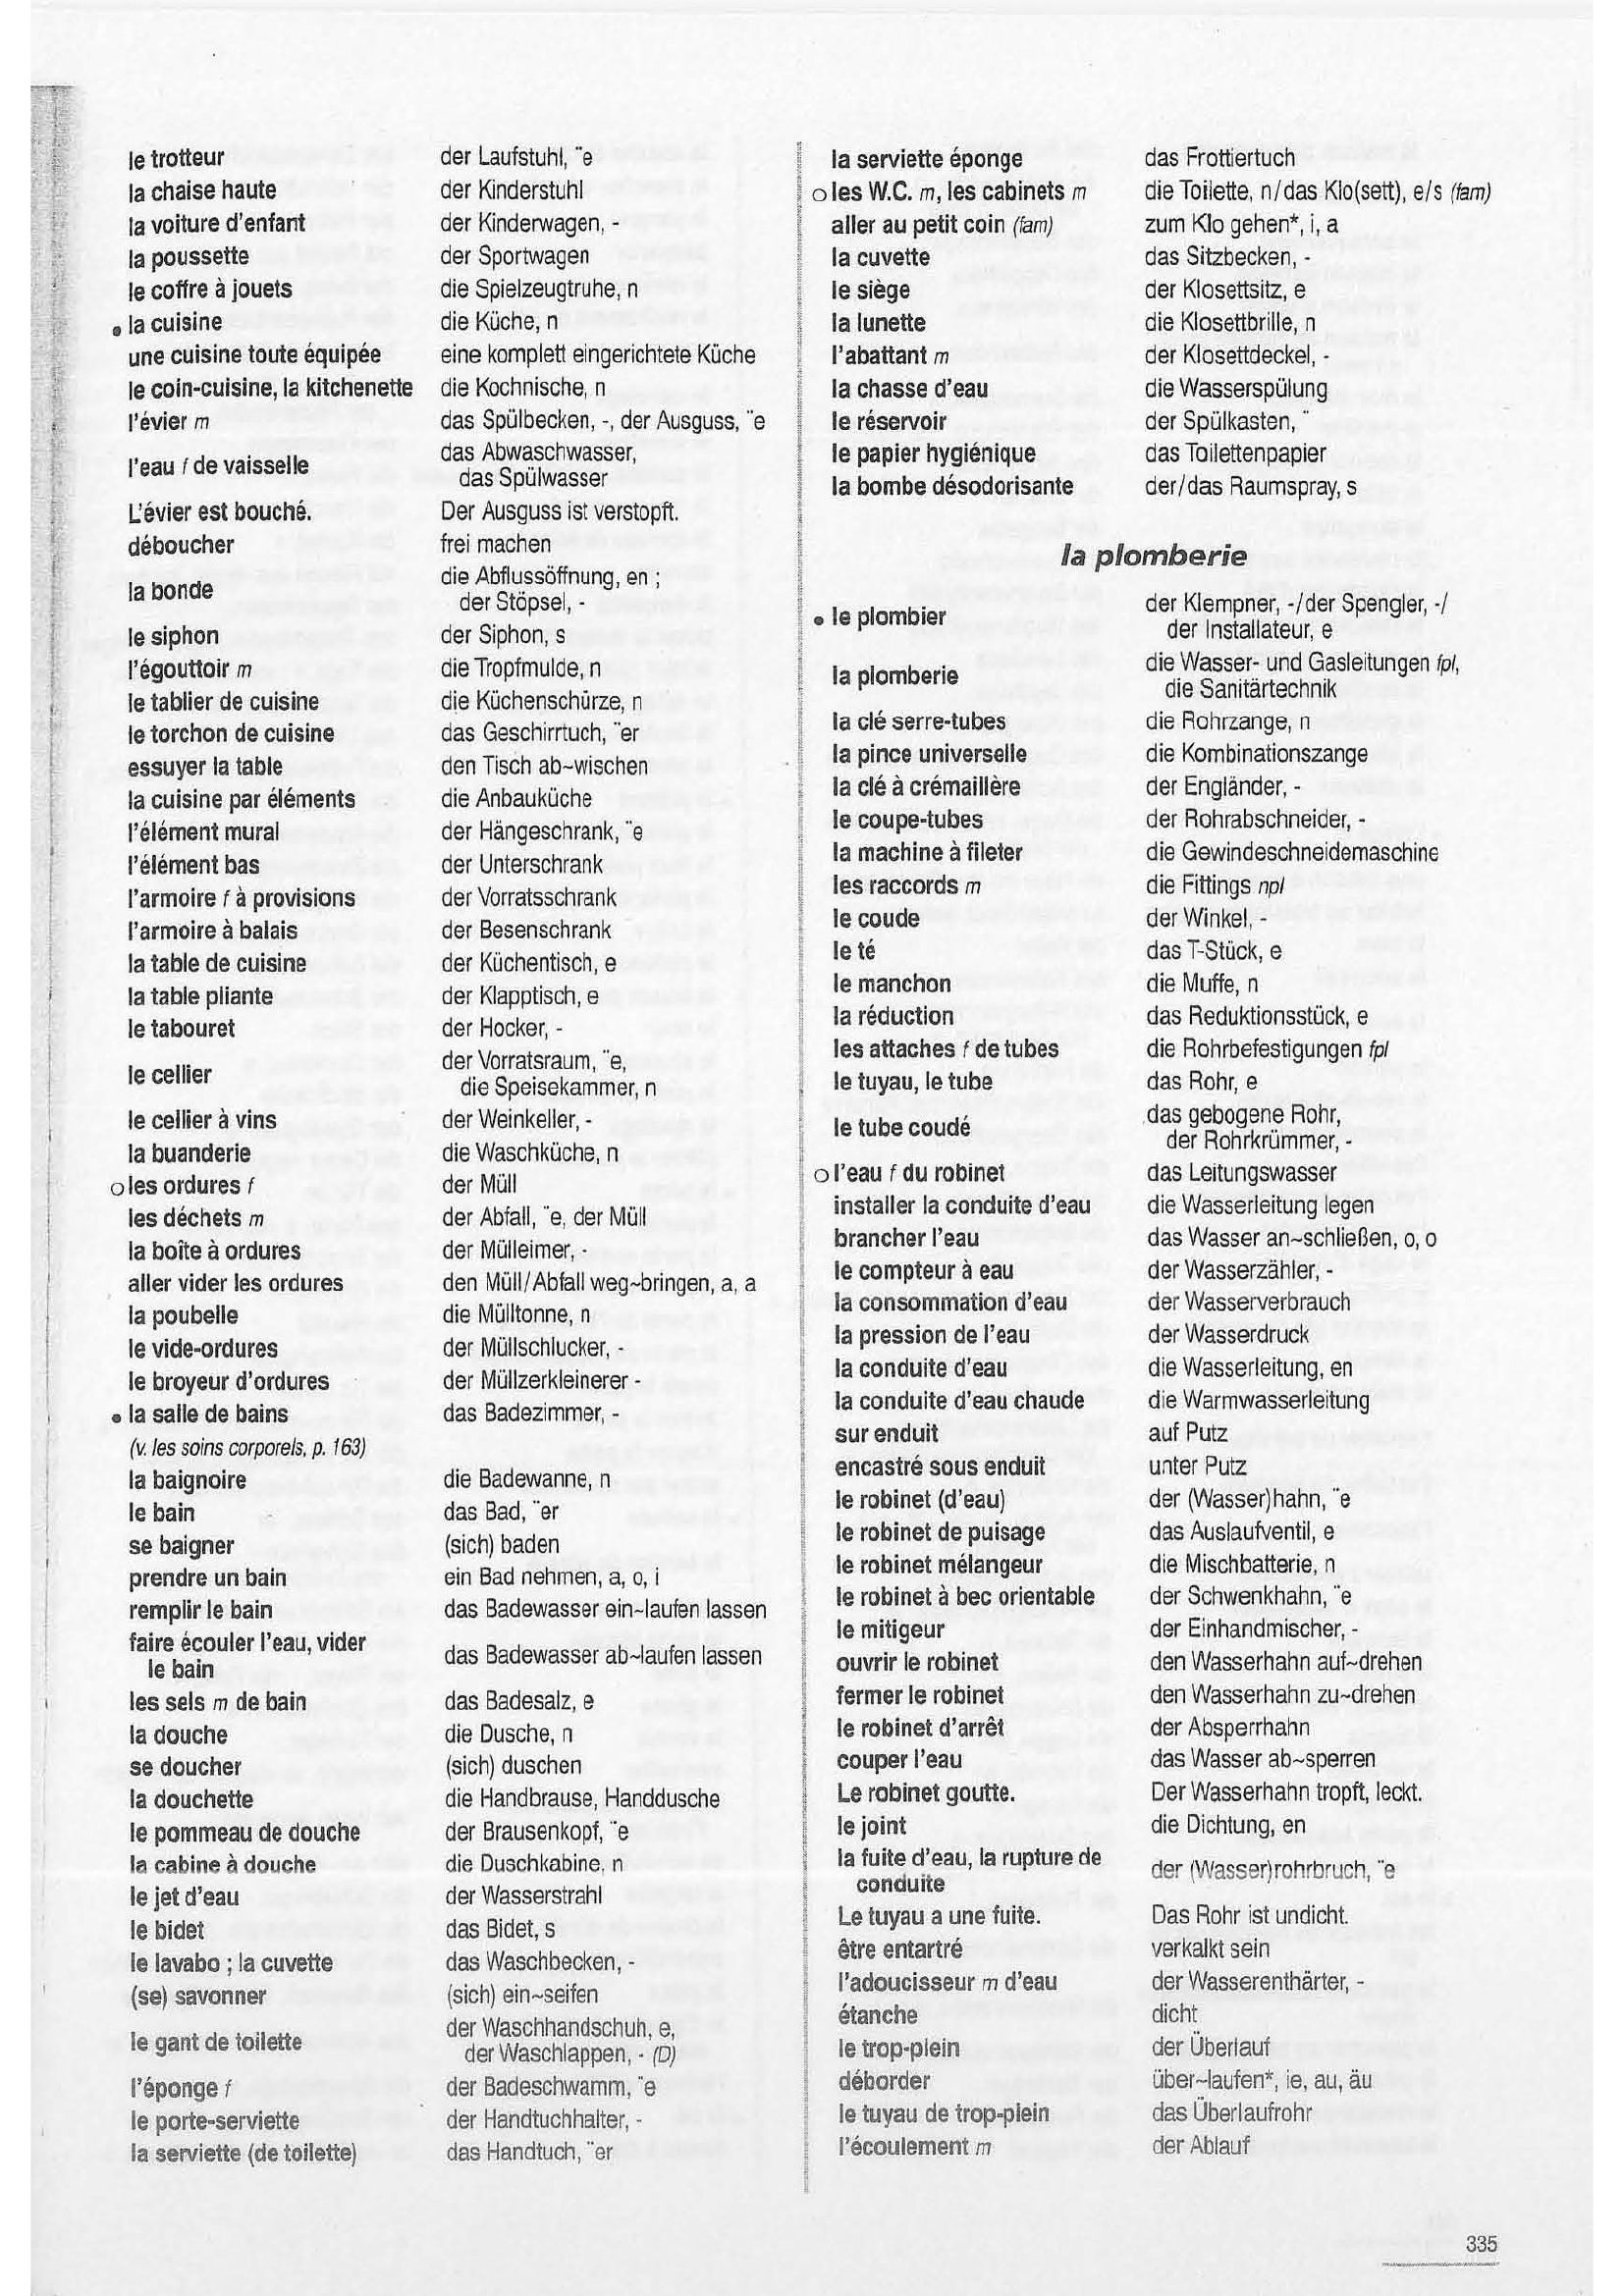 le trotteur der Laufstuhl, ¨e
la chaise haute der Kinderstuhl
la voiture d'enfant der Kinderwagen, -
la poussette der Sportwagen
le coffre à jouets die Spielzeugtruhe, n
• la cuisine die Küche, n
une cuisine toute équipée eine komplett eingerichtete Küche
le coin-cuisine, la kitchenette die Kochnische, n
l'évier m das Spülbecken, -, der Ausguss, ¨e
l'eau f de vaisselle das Abwaschwasser,
das Spülwasser
L'évier est bouché. Der Ausguss ist verstopft.
déboucher frei machen
la bonde die Abflussöffnung, en ;
der Stöpsel, -
le siphon der Siphon, s
l'égouttoir m die Tropfmulde, n
le tablier de cuisine die Küchenschürze, n
le torchon de cuisine das Geschirrtuch, ¨er
essuyer la table den Tisch ab~wischen
la cuisine par éléments die Anbauküche
l'élément mural der Hängeschrank, ¨e
l'élément bas der Unterschrank
l'armoire f à provisions der Vorratsschrank
l'armoire à balais der Besenschrank
la table de cuisine der Küchentisch, e
la table pliante der Klapptisch, e
le tabouret der Hocker, -
le cellier der Vorratsraum, ¨e,
die Speisekammer, n
le cellier à vins der Weinkeller, -
la buanderie die Waschküche, n
o les ordures f der Müll
les déchets m der Abfall, ¨e, der Müll
la boîte à ordures der Mülleimer, -
aller vider les ordures den Müll/Abfall weg~bringen, a, a
la poubelle die Mülltonne, n
le vide-ordures der Müllschlucker, -
le broyeur d'ordures der Müllzerkleinerer -
• la salle de bains das Badezimmer, -
(v. les soins corporels, p. 163)
la baignoire die Badewanne, n
le bain das Bad, ¨er
se baigner (sich) baden
prendre un bain ein Bad nehmen, a, o, i
remplir le bain das Badewasser ein~laufen lassen
faire écouler l'eau, vider
le bain das Badewasser ab~laufen lassen
les sels m de bain das Badesalz, e
la douche die Dusche, n
se doucher (sich) duschen
la douchette die Handbrause, Handdusche
le pommeau de douche der Brausenkopf, ¨e
la cabine à douche die Duschkabine, n
le jet d'eau der Wasserstrahl
le bidet das Bidet, s
le lavabo ; la cuvette das Waschbecken, -
(se) savonner (sich) ein~seifen
le gant de toilette der Waschhandschuh, e,
der Waschlappen, - (D)
l'éponge f der Badeschwamm, ¨e
le porte-serviette der Handtuchhalter, -
la serviette (de toilette) das Handtuch, ¨er
la serviette éponge das Frottiertuch
o les W.C. m, les cabinets m die Toilette, n/das Klo(sett), e/s (fam)
aller au petit coin (fam) zum Klo gehen*, i, a
la cuvette das Sitzbecken, -
le siège der Klosettsitz, e
la lunette die Klosettbrille, n
l'abattant m der Klosettdeckel, -
la chasse d'eau die Wasserspülung
le réservoir der Spülkasten, ¨
le papier hygiénique das Toilettenpapier
la bombe désodorisante der/das Raumspray, s
la plomberie
• le plombier der Klempner, -/der Spengler, -/
der Installateur, e
la plomberie die Wasser- und Gasleitungen fpl,
die Sanitärtechnik
la clé serre-tubes die Rohrzange, n
la pince universelle die Kombinationszange
la clé à crémaillère der Engländer, -
le coupe-tubes der Rohrabschneider, -
la machine à fileter die Gewindeschneidemaschine
les raccords m die Fittings npl
le coude der Winkel, -
le té das T-Stück, e
le manchon die Muffe, n
la réduction das Reduktionsstück, e
les attaches f de tubes die Rohrbefestigungen fpl
le tuyau, le tube das Rohr, e
le tube coudé das gebogene Rohr,
der Rohrkrümmer, -
o l'eau f du robinet das Leitungswasser
installer la conduite d'eau die Wasserleitung legen
brancher l'eau das Wasser an~schließen, o, o
le compteur à eau der Wasserzähler, -
la consommation d'eau der Wasserverbrauch
la pression de l'eau der Wasserdruck
la conduite d'eau die Wasserleitung, en
la conduite d'eau chaude die Warmwasserleitung
sur enduit auf Putz
encastré sous enduit unter Putz
le robinet (d'eau) der (Wasser)hahn, ¨e
le robinet de puisage das Auslaufventil, e
le robinet mélangeur die Mischbatterie, n
le robinet à bec orientable der Schwenkhahn, ¨e
le mitigeur der Einhandmischer, -
ouvrir le robinet den Wasserhahn auf~drehen
fermer le robinet den Wasserhahn zu~drehen
le robinet d'arrêt der Absperrhahn
couper l'eau das Wasser ab~sperren
Le robinet goutte. Der Wasserhahn tropft, leckt.
le joint die Dichtung, en
la fuite d'eau, la rupture de
conduite der (Wasser)rohrbruch, ¨e
Le tuyau a une fuite. Das Rohr ist undicht.
être entartré verkalkt sein
l'adoucisseur m d'eau der Wasserenthärter, -
étanche dicht
le trop-plein der Überlauf
déborder über~laufen*, ie, au, äu
le tuyau de trop-plein das Überlaufrohr
l'écoulement m der Ablauf
335